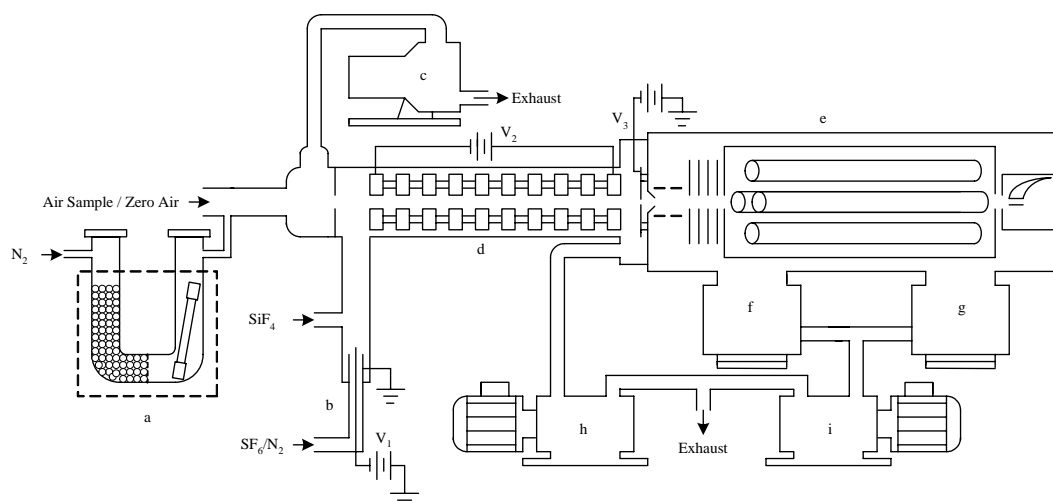 c
Exhaust
V3
e
V2
Air Sample / Zero Air
d
N2
f
g
SiF4
a
b
h
i
SF6/N2
V1
Exhaust